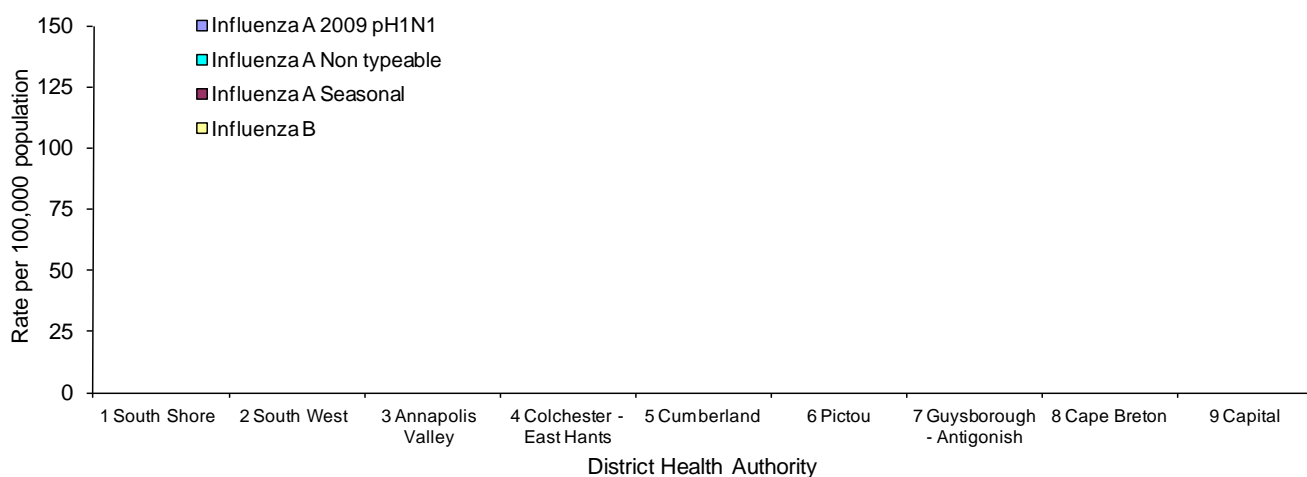 150
125
100
75
50
25
0
Rate per 100,000 population
Influenza A 2009 pH1N1
Influenza A Non typeable
Influenza A Seasonal
Influenza B
1 South Shore
2 South West
3 Annapolis
Valley
4 Colchester -
East Hants
5 Cumberland
6 Pictou
7 Guysborough
- Antigonish
8 Cape Breton
9 Capital
District Health Authority